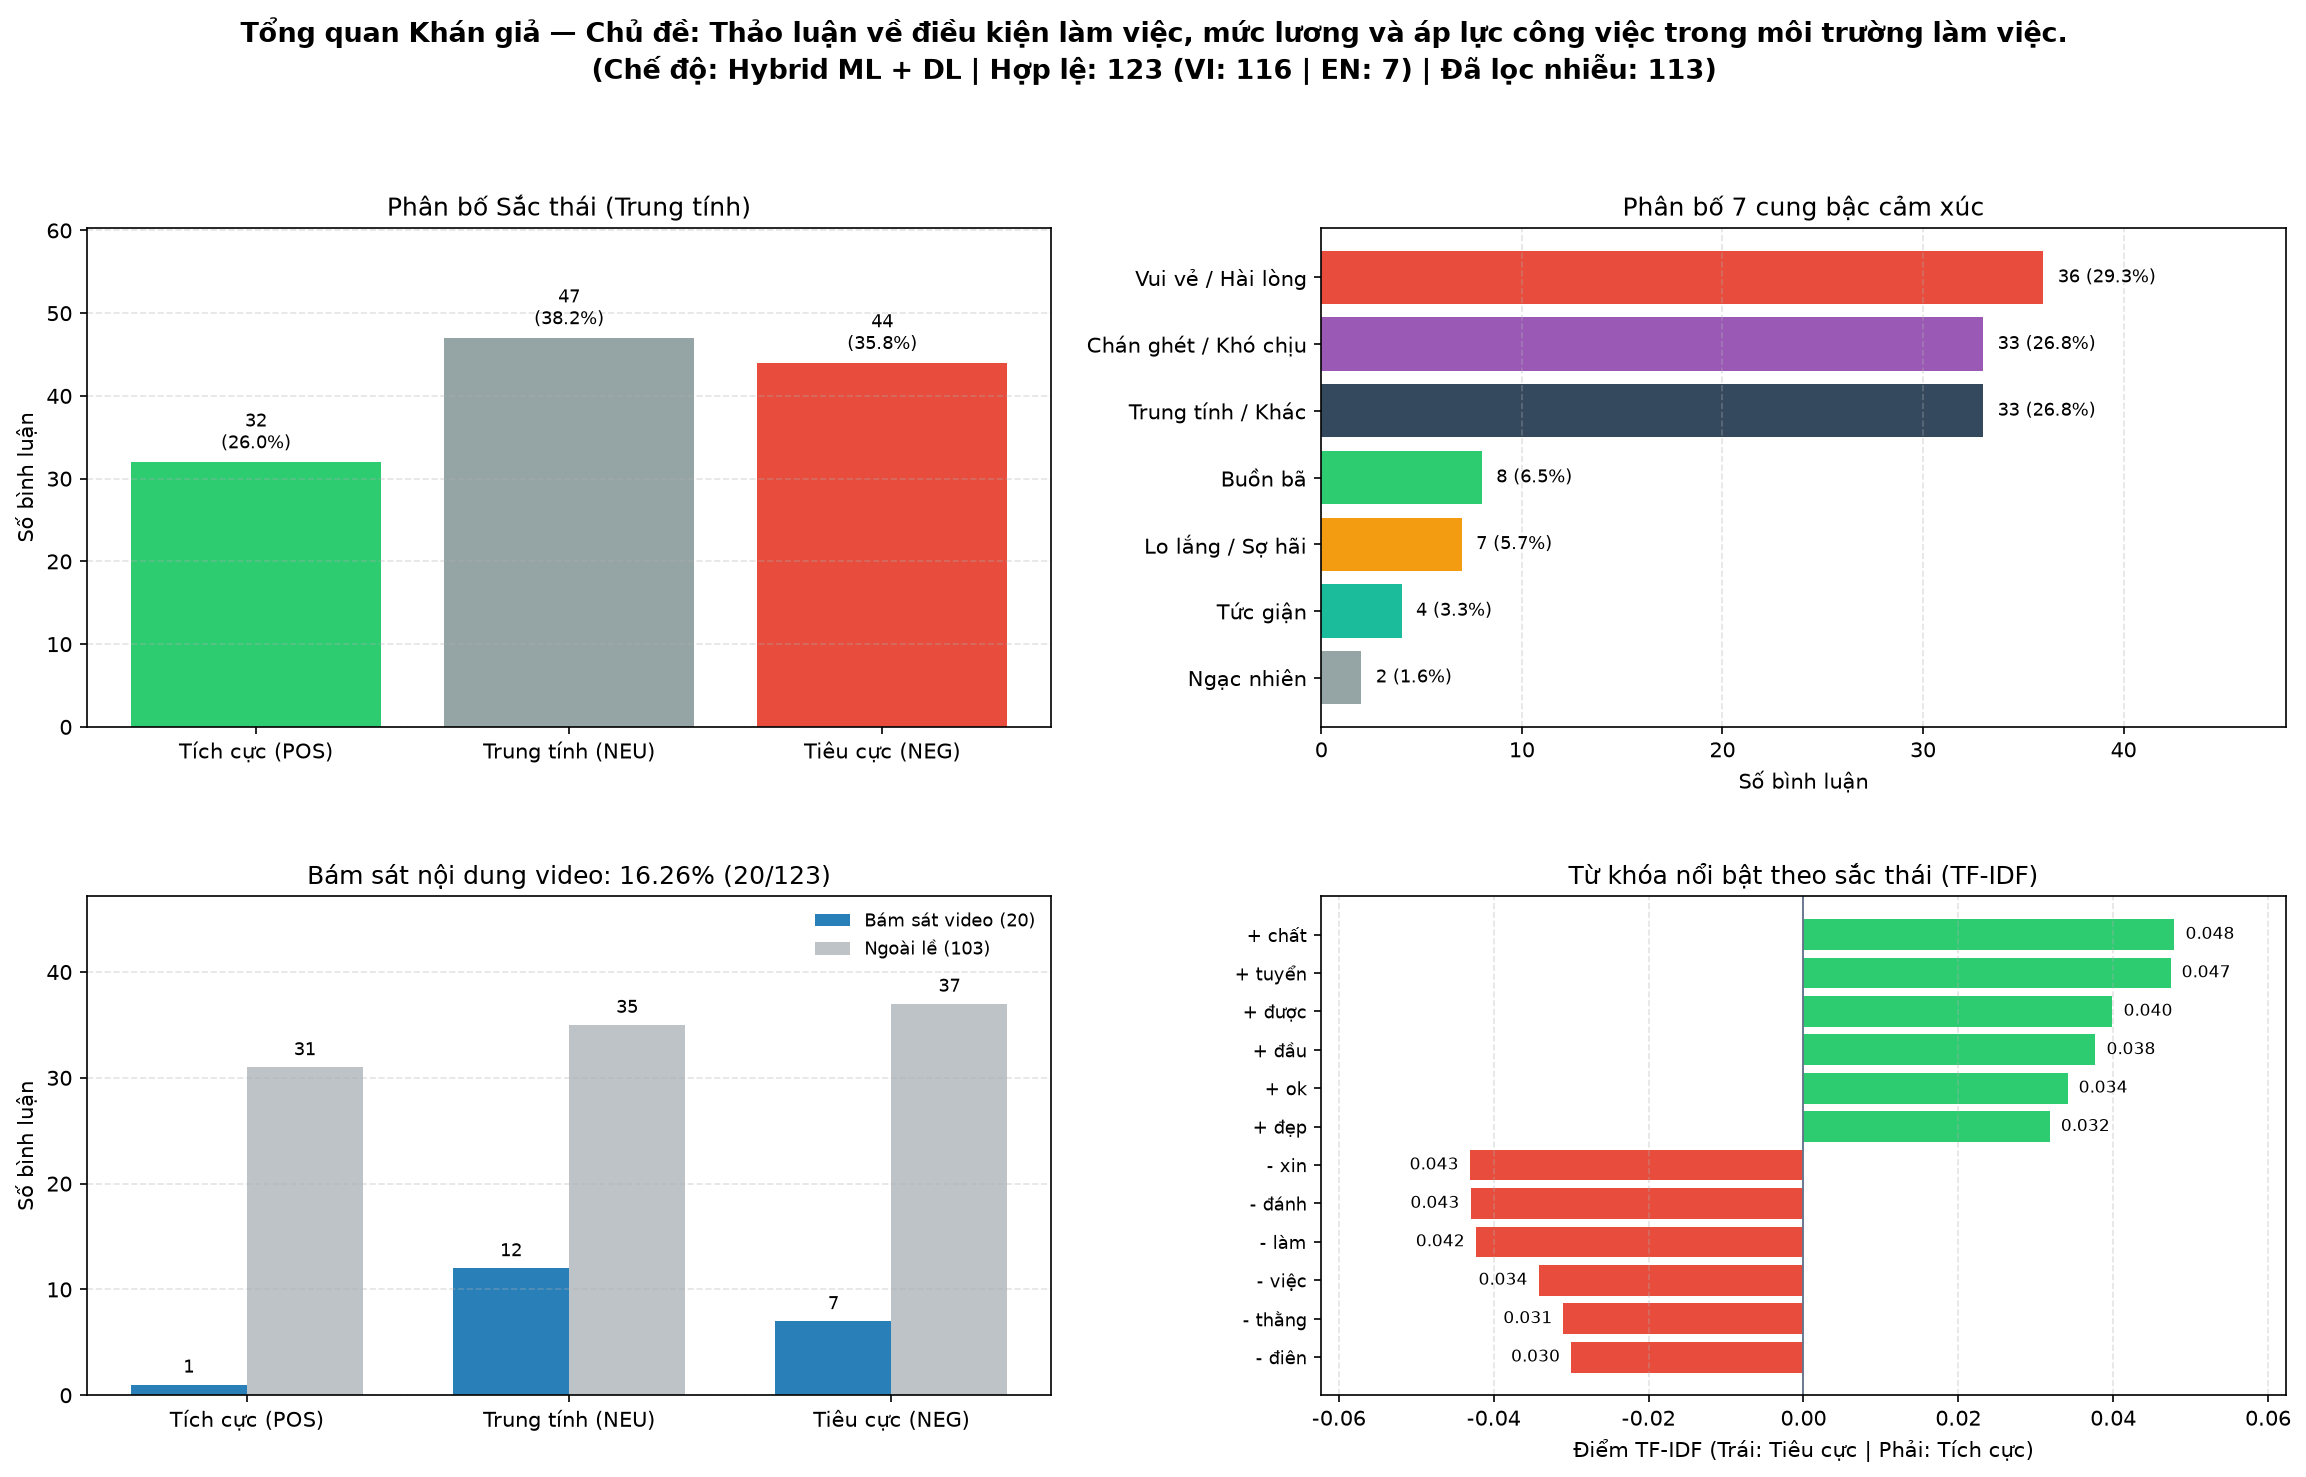 Tổng quan Khán giả — Chủ đề: Thảo luận về điều kiện làm việc, mức lương và áp lực công việc trong môi trường làm việc.
(Chế độ: Hybrid ML + DL | Hợp lệ: 123 (VI: 116 | EN: 7) | Đã lọc nhiễu: 113)
Phân bố Sắc thái (Trung tính)
Số bình luận
60
50
40
30
20
10
0
32
(26.0%)
47
(38.2%)
44
(35.8%)
Tích cực (POS)
Trung tính (NEU)
Tiêu cực (NEG)
Phân bố 7 cung bậc cảm xúc
Vui vẻ / Hài lòng
36 (29.3%)
Chán ghét / Khó chịu
33 (26.8%)
Trung tính / Khác
33 (26.8%)
Buồn bã
8 (6.5%)
Lo lắng / Sợ hãi
7 (5.7%)
Tức giận
4 (3.3%)
Ngạc nhiên
2 (1.6%)
0
10
20
30
40
Số bình luận
Bám sát nội dung video: 16.26% (20/123)
Bám sát video (20)
Ngoài lề (103)
Số bình luận
40
30
20
10
0
1
31
12
35
7
37
Tích cực (POS)
Trung tính (NEU)
Tiêu cực (NEG)
Từ khóa nổi bật theo sắc thái (TF-IDF)
+ chất
0.048
+ tuyển
0.047
+ được
0.040
+ đầu
0.038
+ ok
0.034
+ đẹp
0.032
- xin
0.043
- đánh
0.043
- làm
0.042
- việc
0.034
- thằng
0.031
- điên
0.030
-0.06
-0.04
-0.02
0.00
0.02
0.04
0.06
Điểm TF-IDF (Trái: Tiêu cực | Phải: Tích cực)